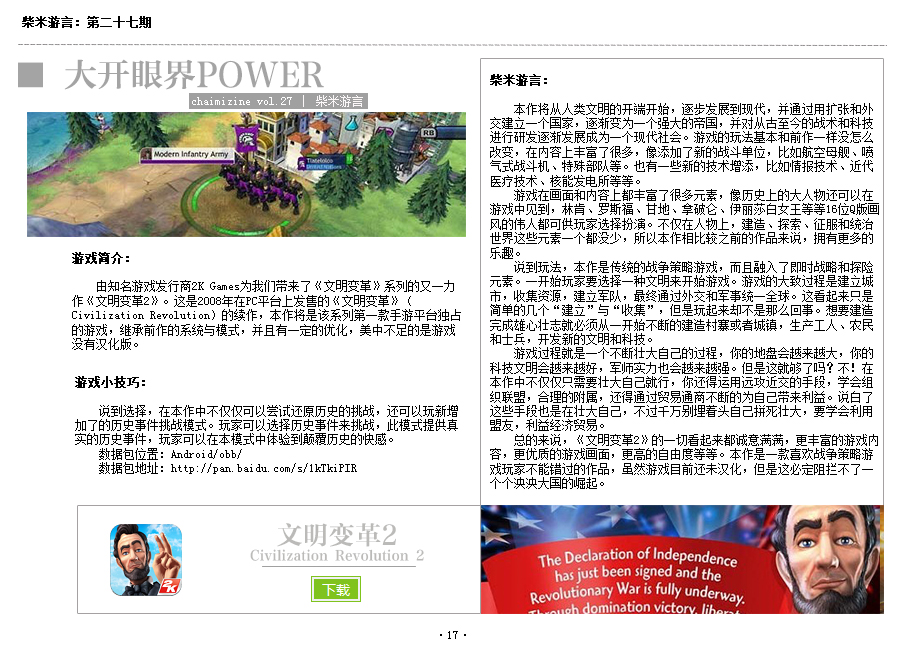 柴米游言：第二十七期
大开眼界POWER
chaimizine vol.27 | 柴米游言
Modern Infantry Army
Tlatelolco
RB
游戏简介：
由知名游戏发行商2K Games为我们带来了《文明变革》系列的又一力
作《文明变革2》。这是2008年在PC平台上发售的《文明变革》（
Civilization Revolution) 的续作，本作将是该系列第一款手游平台独占
的游戏，继承前作的系统与模式，并且有一定的优化，美中不足的是游戏
没有汉化版。
游戏小技巧：
说到选择，在本作中不仅仅可以尝试还原历史的挑战，还可以玩新增
加了的历史事件挑战模式。玩家可以选择历史事件来挑战，此模式提供真
实的历史事件，玩家可以在本模式中体验到颠覆历史的快感。
数据包位置：Android/obb/
数据包地址：http://pan.baidu.com/s/1kTkiPIR
柴米游言：
本作将从人类文明的开端开始，逐步发展到现代，并通过用扩张和外
交建立一个国家，逐渐变为一个强大的帝国，并对从古至今的战术和科技
进行研发逐渐发展成为一个现代社会。游戏的玩法基本和前作一样没怎么
改变，在内容上丰富了很多，像添加了新的战斗单位，比如航空母舰、喷
气式战斗机、特殊部队等。也有一些新的技术增添，比如情报技术、近代
医疗技术、核能发电所等等。
游戏在画面和内容上都丰富了很多元素，像历史上的大人物还可以在
游戏中见到，林肯、罗斯福、甘地、拿破仑、伊丽莎白女王等等16位Q版画
风的伟人都可供玩家选择扮演。不仅在人物上，建造、探索、征服和统治
世界这些元素一个都没少，所以本作相比较之前的作品来说，拥有更多的
乐趣。
说到玩法，本作是传统的战争策略游戏，而且融入了即时战略和探险
元素。一开始玩家要选择一种文明来开始游戏。游戏的大致过程是建立城
市，收集资源，建立军队，最终通过外交和军事统一全球。这看起来只是
简单的几个“建立”与“收集”，但是玩起来却不是那么回事。想要建造
完成雄心壮志就必须从一开始不断的建造村寨或者城镇，生产工人、农民
和士兵，开发新的文明和科技。
游戏过程就是一个不断壮大自己的过程，你的地盘会越来越大，你的
科技文明会越来越好，军师实力也会越来越强。但是这就够了吗？不！在
本作中不仅仅只需要壮大自己就行，你还得运用远攻近交的手段，学会组
织联盟，合理的附属，还得通过贸易通商不断的为自己带来利益。说白了
这些手段也是在壮大自己，不过千万别埋着头自己拼死壮大，要学会利用
盟友，利益经济贸易。
总的来说，《文明变革2》的一切看起来都诚意满满，更丰富的游戏内
容，更优质的游戏画面，更高的自由度等等。本作是一款喜欢战争策略游
戏玩家不能错过的作品，虽然游戏目前还未汉化，但是这必定阻拦不了一
个个泱泱大国的崛起。
2K
文明变革2
Civilization Revolution 2
下载
The Declaration of Independence
has just been signed and the
Revolutionary War is fully underway.
Through domination victory, liberat
· 17 ·